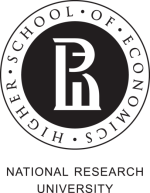 HIGHER · SCHOOL · OF · ECONOMICS ·
NATIONAL RESEARCH
UNIVERSITY